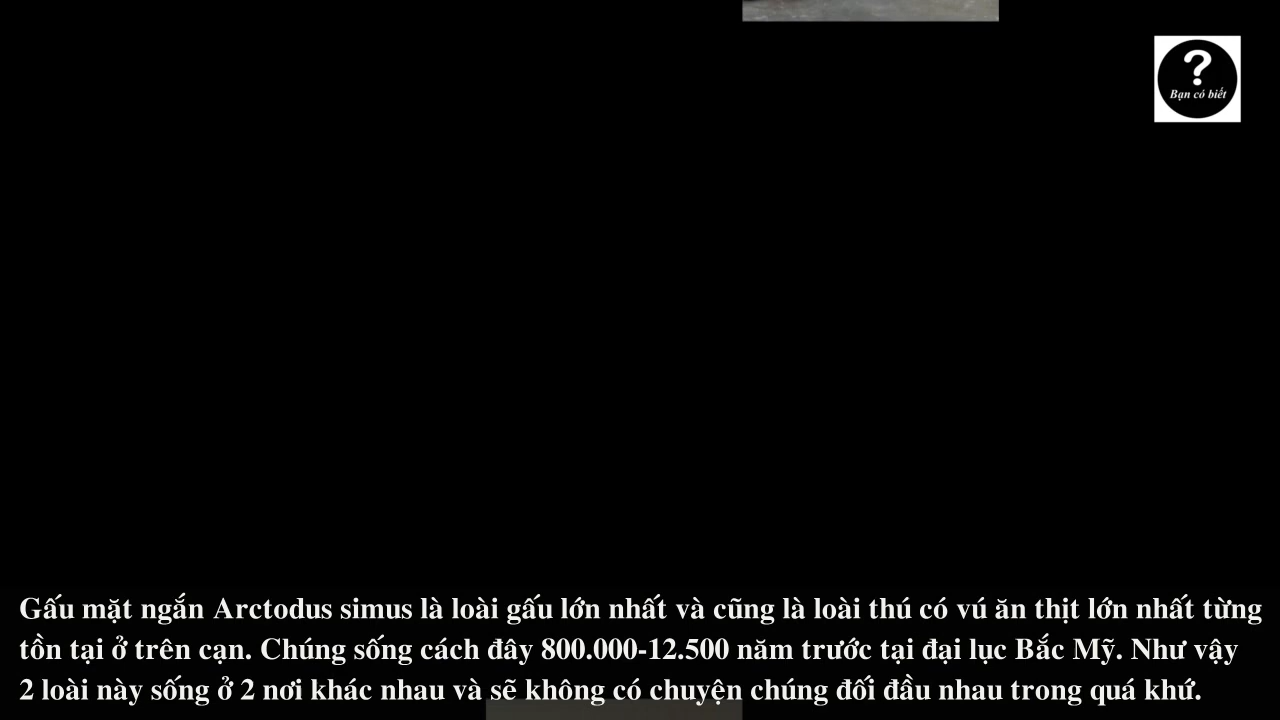 ?
Bạn có biết
Gấu mặt ngắn Arctodus simus là loài gấu lớn nhất và cũng là loài thú có vú ăn thịt lớn nhất từng
tồn tại ở trên cạn. Chúng sống cách đây 800.000-12.500 năm trước tại đại lục Bắc Mỹ. Như vậy
2 loài này sống ở 2 nơi khác nhau và sẽ không có chuyện chúng đối đầu nhau trong quá khứ.